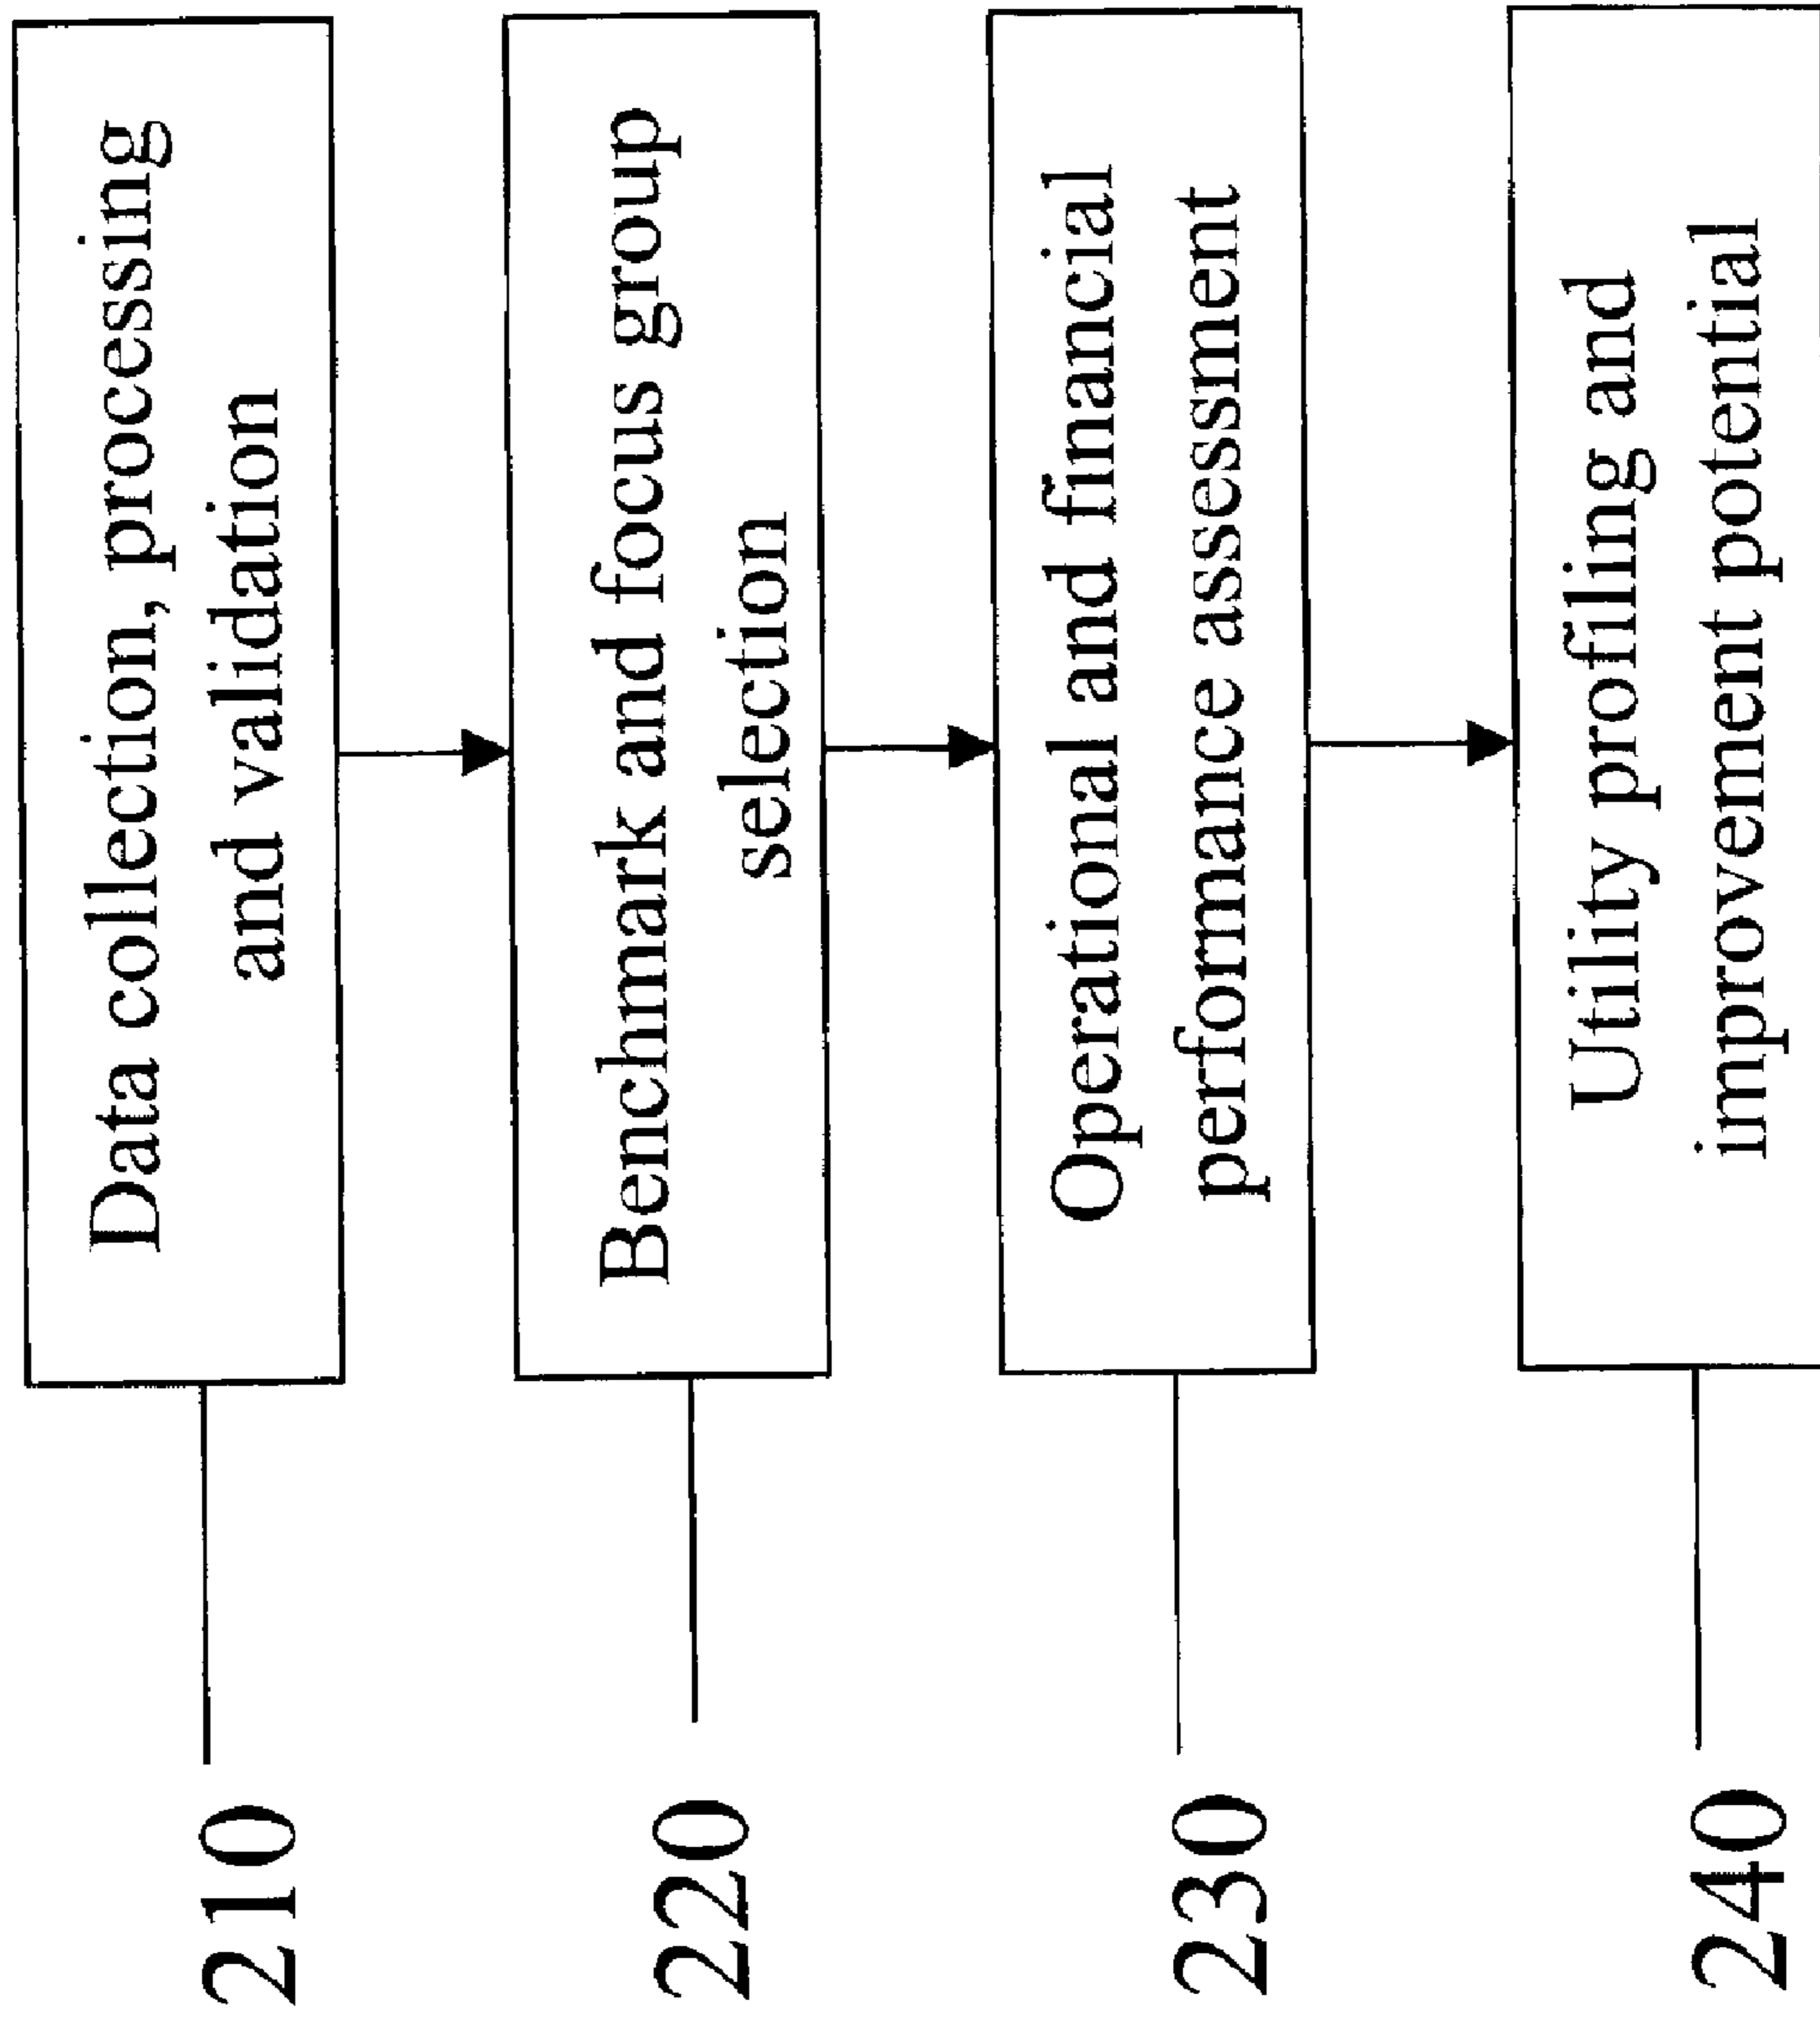 210
Data collection, processing
and validation
220
Benchmark and focus group
selection
230
Operational and financial
performance assessment
240
Utility profiling and
improvement potential